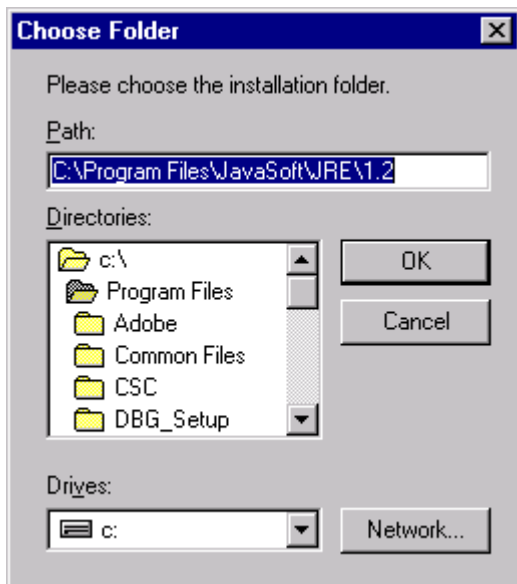 Choose Folder
Please choose the installation folder.
Path:
C:\Program Files\JavaSoft\JRE\1.2
Directories:
c:\
Program Files
Adobe
Common Files
CSC
DBG_Setup
OK
Cancel
Drives:
c:
Network...